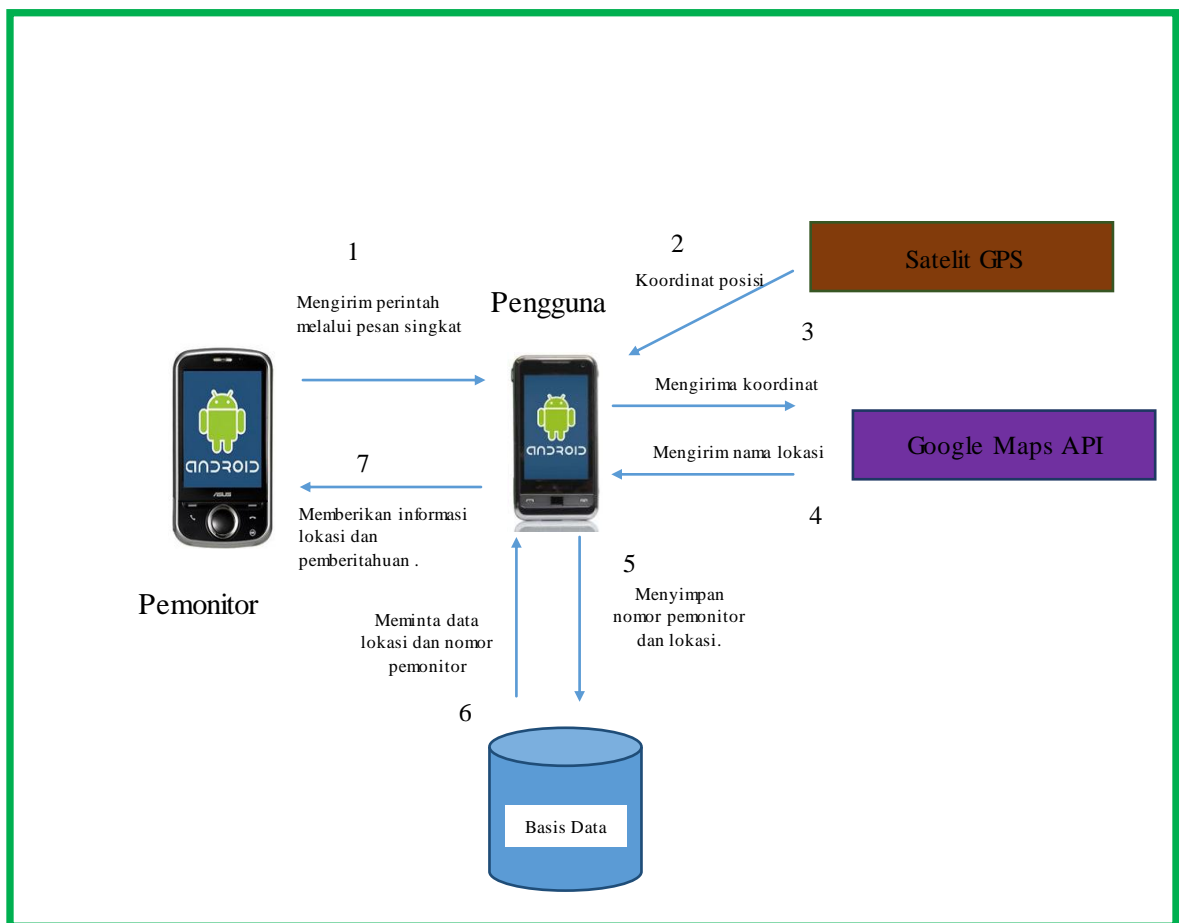 1
Mengirim perintah
melalui pesan singkat
Pengguna
2
Koordinat posisi
Satelit GPS
3
Mengirima koordinat
Google Maps API
Mengirim nama lokasi
4
ANDROID
ASUS
ANDROID
7
Memberikan informasi
lokasi dan
pemberitahuan .
Pemonitor
5
Menyimpan
nomor pemonitor
dan lokasi.
Meminta data
lokasi dan nomor
pemonitor
6
Basis Data